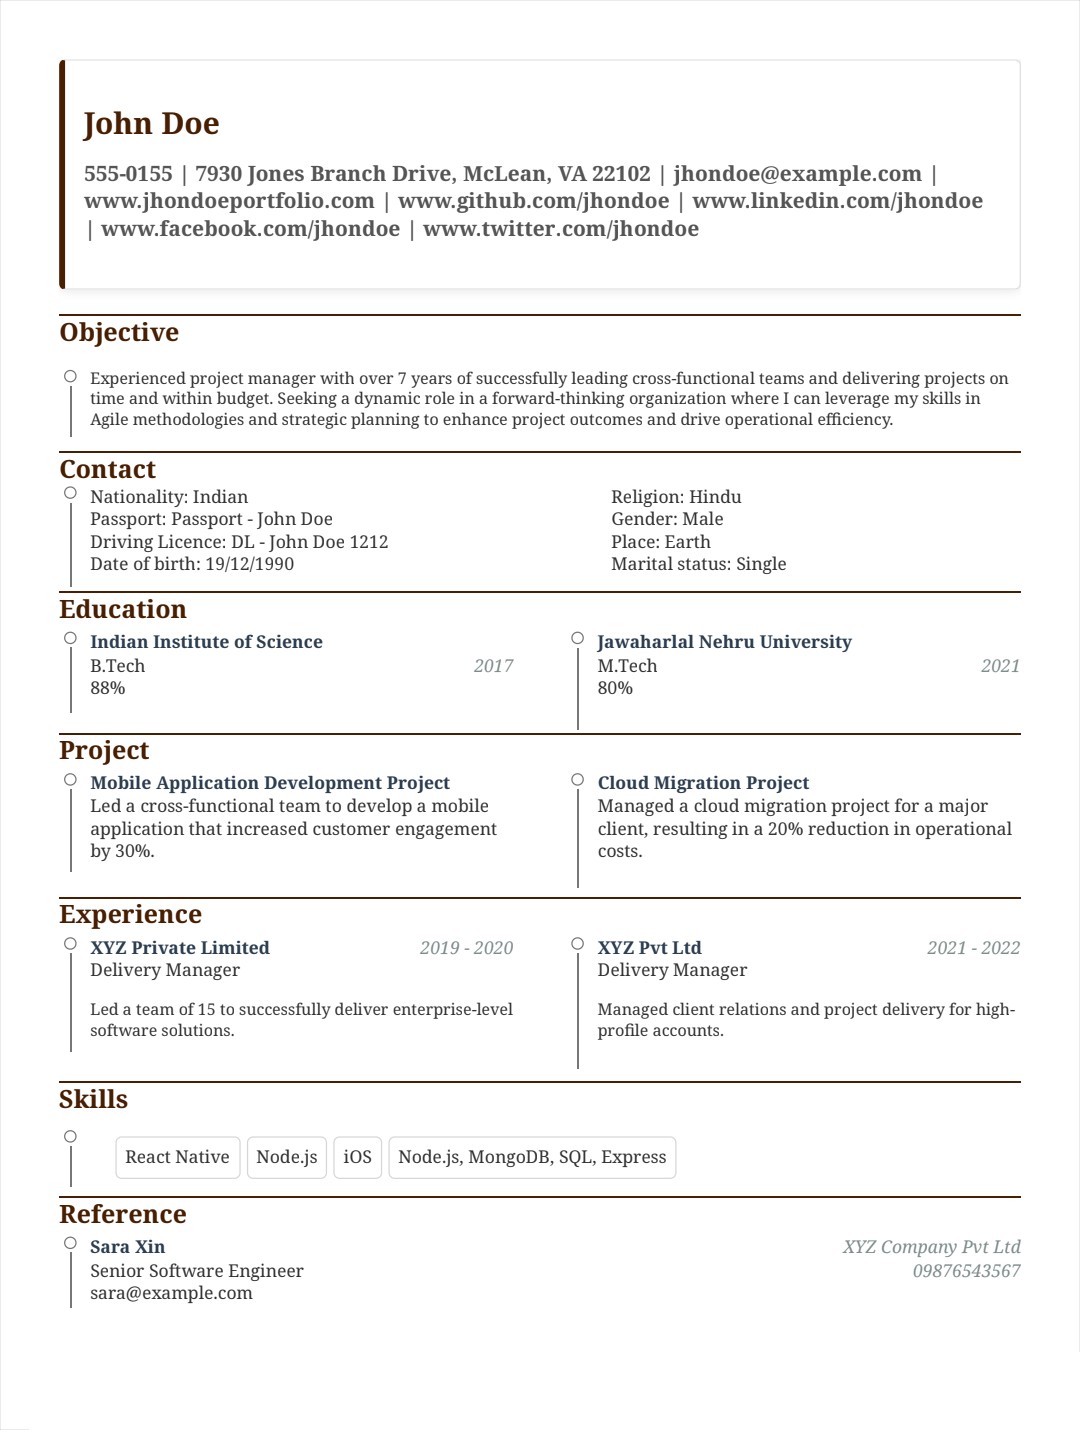 John Doe
555-0155 | 7930 Jones Branch Drive, McLean, VA 22102 | jhondoe@example.com |
www.jhondoeportfolio.com | www.github.com/jhondoe | www.linkedin.com/jhondoe
| www.facebook.com/jhondoe | www.twitter.com/jhondoe
Objective
Experienced project manager with over 7 years of successfully leading cross-functional teams and delivering projects on
time and within budget. Seeking a dynamic role in a forward-thinking organization where I can leverage my skills in
Agile methodologies and strategic planning to enhance project outcomes and drive operational efficiency.
Contact
Nationality: Indian
Passport: Passport - John Doe
Driving Licence: DL - John Doe 1212
Date of birth: 19/12/1990
Religion: Hindu
Gender: Male
Place: Earth
Marital status: Single
Education
Indian Institute of Science
B.Tech 2017
88%
Jawaharlal Nehru University
M.Tech 2021
80%
Project
Mobile Application Development Project
Led a cross-functional team to develop a mobile
application that increased customer engagement
by 30%.
Cloud Migration Project
Managed a cloud migration project for a major
client, resulting in a 20% reduction in operational
costs.
Experience
XYZ Private Limited 2019 - 2020
Delivery Manager
Led a team of 15 to successfully deliver enterprise-level
software solutions.
XYZ Pvt Ltd 2021 - 2022
Delivery Manager
Managed client relations and project delivery for high-
profile accounts.
Skills
React Native Node.js iOS Node.js, MongoDB, SQL, Express
Reference
Sara Xin XYZ Company Pvt Ltd
Senior Software Engineer 09876543567
sara@example.com